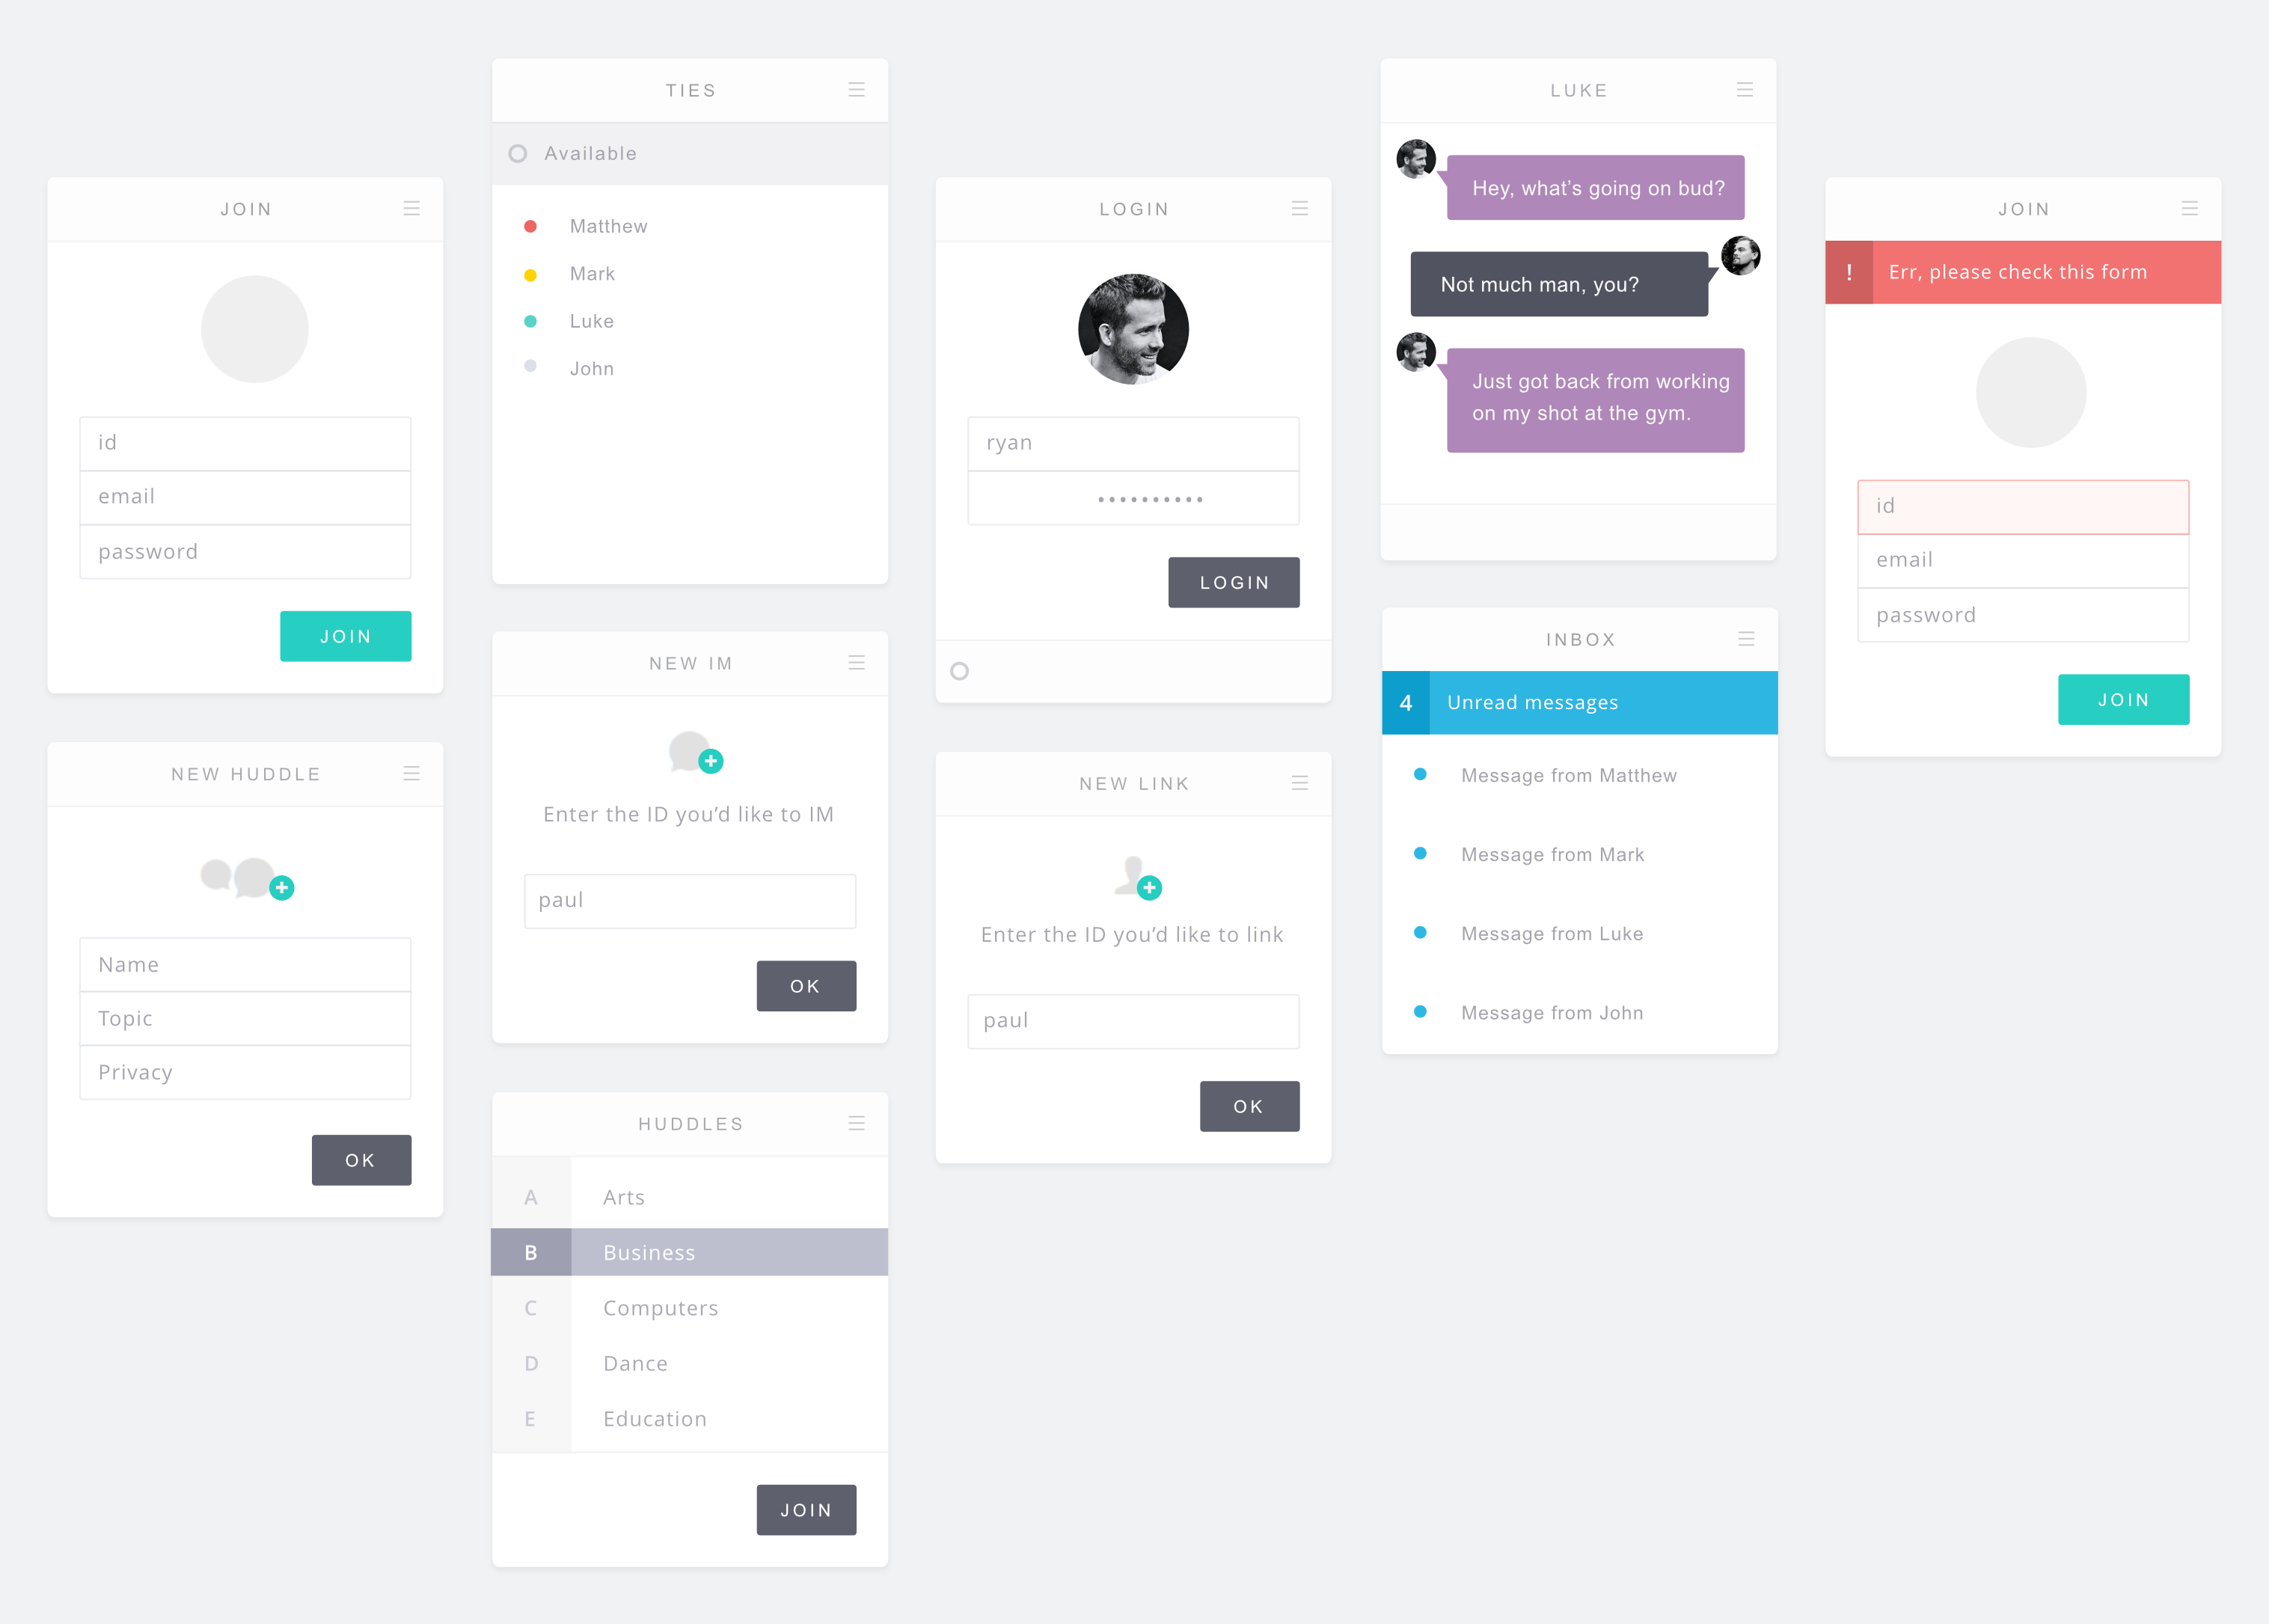 JOIN
id
email
password
JOIN
NEW HUDDLE
Name
Topic
Privacy
OK
TIES
Available
Matthew
Mark
Luke
John
NEW IM
Enter the ID you’d like to IM
paul
OK
HUDDLES
A Arts
B Business
C Computers
D Dance
E Education
JOIN
LOGIN
ryan
LOGIN
NEW LINK
Enter the ID you’d like to link
paul
OK
LUKE
Hey, what’s going on bud?
Not much man, you?
Just got back from working
on my shot at the gym.
INBOX
4 Unread messages
Message from Matthew
Message from Mark
Message from Luke
Message from John
JOIN
! Err, please check this form
id
email
password
JOIN